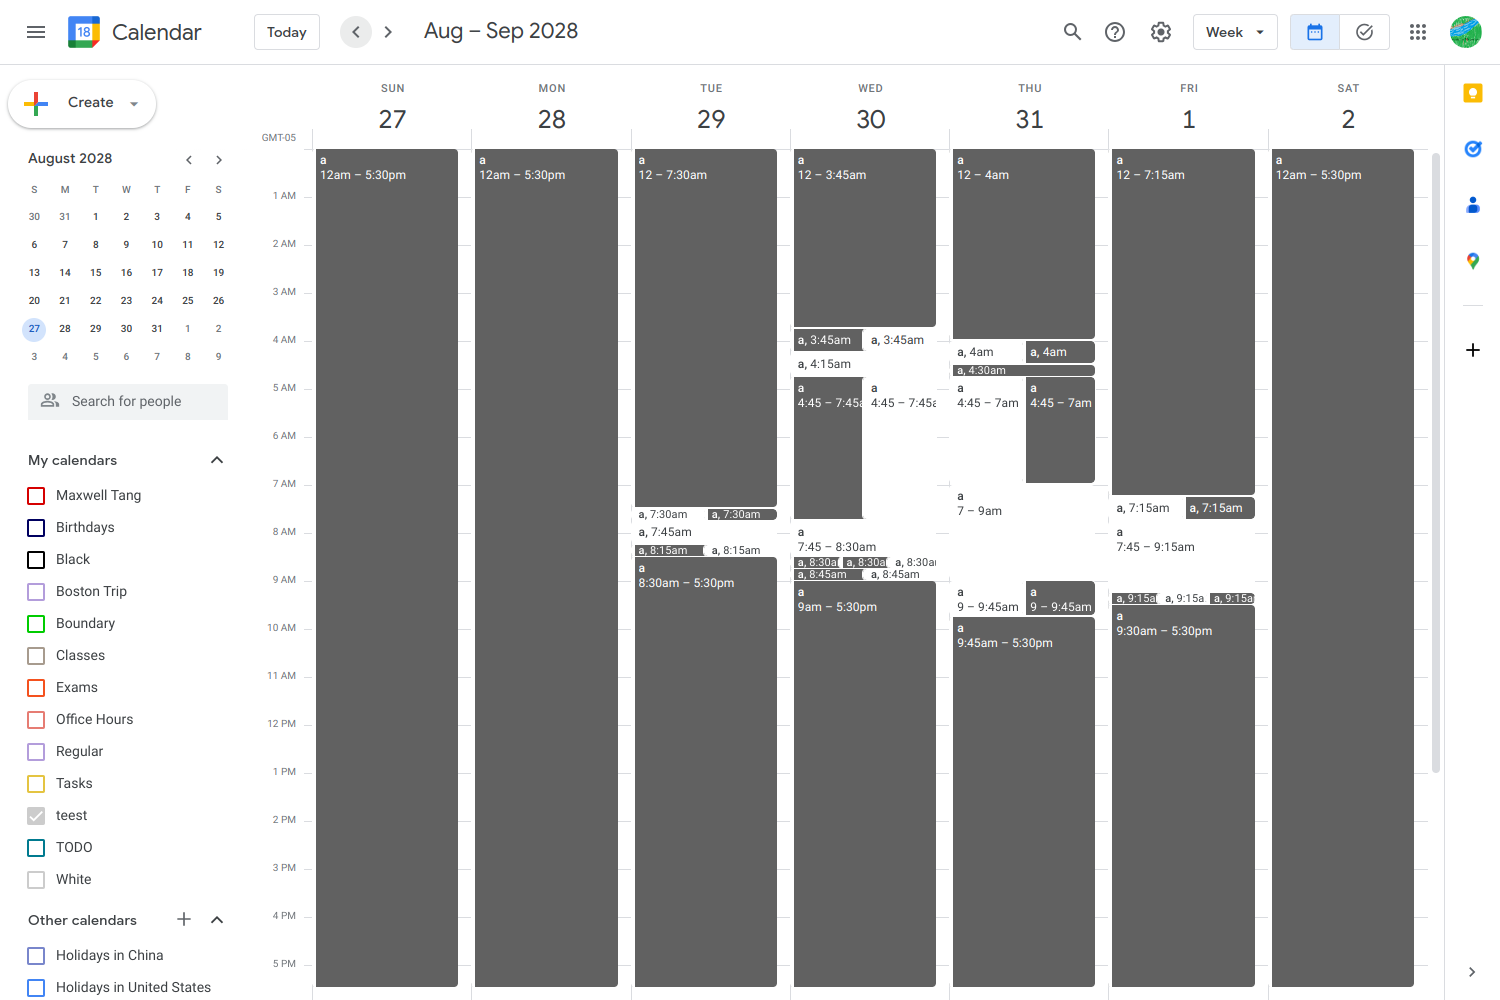 18 Calendar
Today
Aug – Sep 2028
Week
Create
August 2028
S M T W T F S
30 31 1 2 3 4 5
6 7 8 9 10 11 12
13 14 15 16 17 18 19
20 21 22 23 24 25 26
27 28 29 30 31 1 2
3 4 5 6 7 8 9
Search for people
My calendars
Maxwell Tang
Birthdays
Black
Boston Trip
Boundary
Classes
Exams
Office Hours
Regular
Tasks
teest
TODO
White
Other calendars
Holidays in China
Holidays in United States
SUN MON TUE WED THU FRI SAT
27 28 29 30 31 1 2
GMT-05
1 AM
2 AM
3 AM
4 AM
5 AM
6 AM
7 AM
8 AM
9 AM
10 AM
11 AM
12 PM
1 PM
2 PM
3 PM
4 PM
5 PM
a
12am – 5:30pm
a
12am – 5:30pm
a
12 – 7:30am
a, 7:30am
a, 7:30am
a, 7:45am
a, 8:15am
a, 8:15am
a
8:30am – 5:30pm
a
12 – 3:45am
a, 3:45am
a, 3:45am
a, 4:15am
a
4:45 – 7:45a
a
4:45 – 7:45a
a
7:45 – 8:30am
a, 8:30a
a, 8:30a
a, 8:30a
a, 8:45am
a, 8:45am
a
9am – 5:30pm
a
12 – 4am
a, 4am
a, 4am
a, 4:30am
a
4:45 – 7am
a
4:45 – 7am
a
7 – 9am
a
9 – 9:45am
a
9 – 9:45am
a
9:45am – 5:30pm
a
12 – 7:15am
a, 7:15am
a, 7:15am
a
7:45 – 9:15am
a, 9:15a
a, 9:15a
a, 9:15a
a
9:30am – 5:30pm
a
12am – 5:30pm